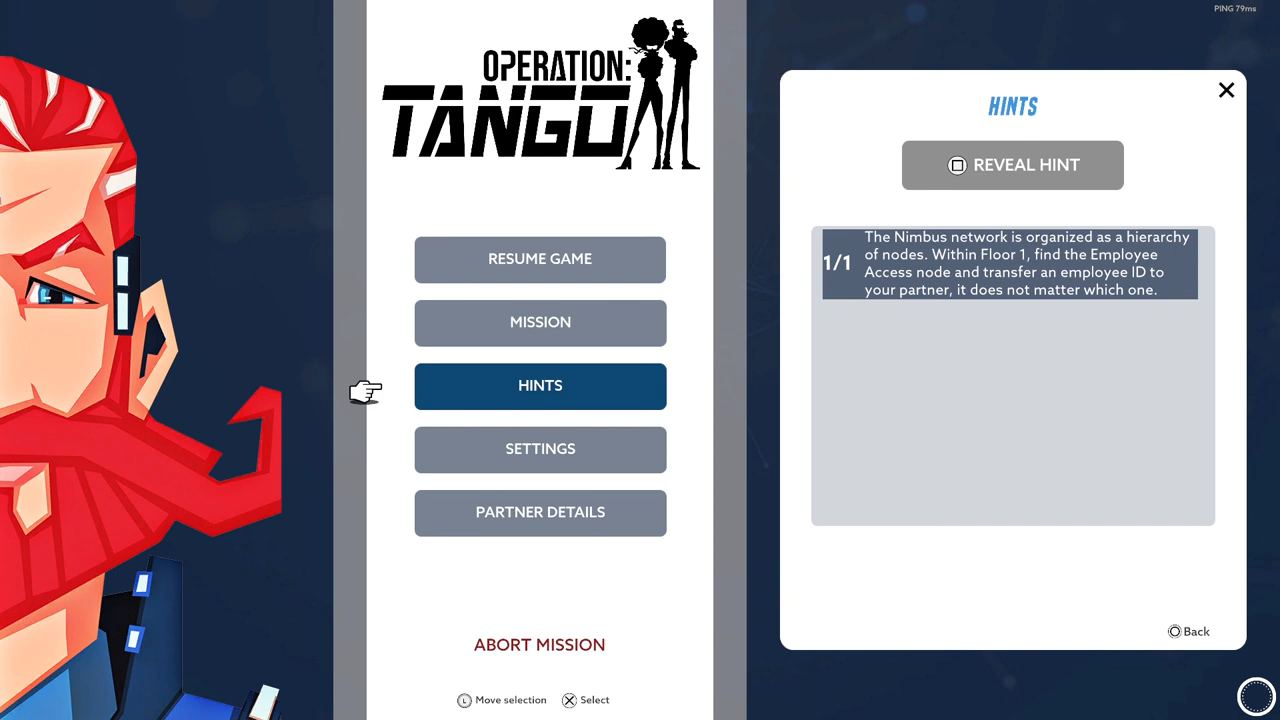 PING 79ms
OPERATION:
TANGO
RESUME GAME
MISSION
HINTS
SETTINGS
PARTNER DETAILS
ABORT MISSION
L Move selection Select
HINTS
REVEAL HINT
1/1
The Nimbus network is organized as a hierarchy
of nodes. Within Floor 1, find the Employee
Access node and transfer an employee ID to
your partner, it does not matter which one.
Back